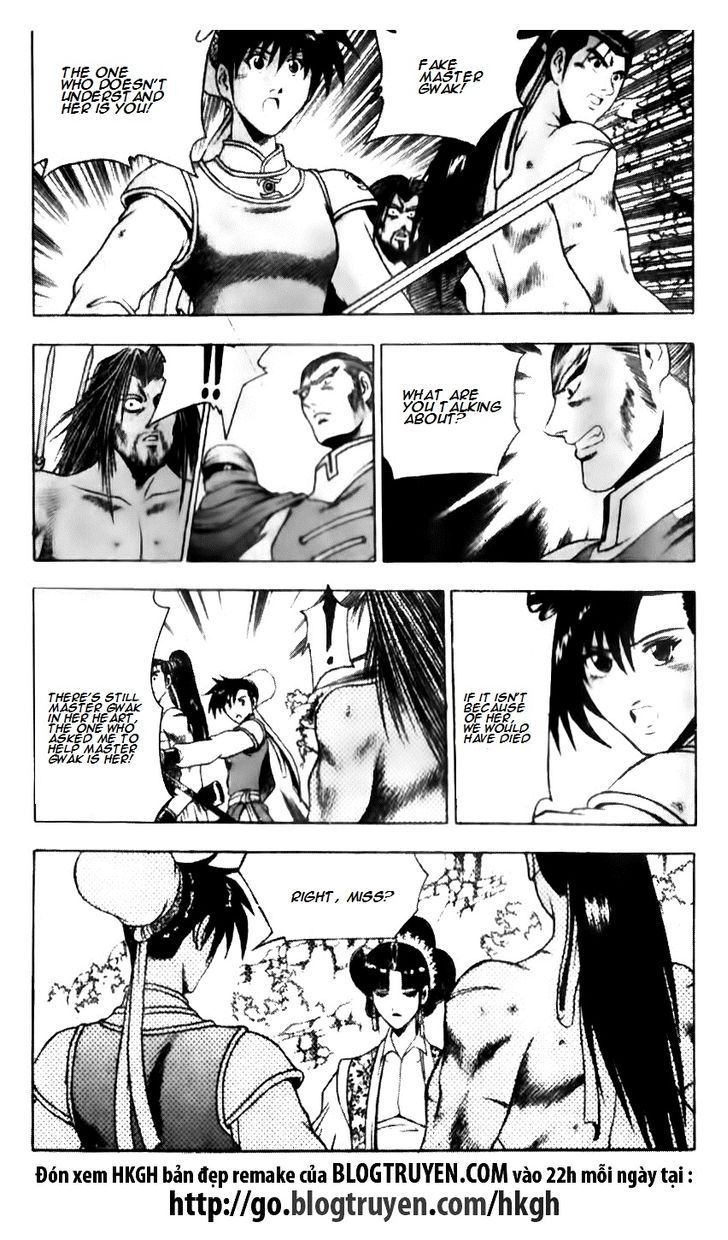 THE ONE
WHO DOESN'T
UNDERSTAND
HER IS YOU!
FAKE
MASTER
GWAK!
!!
WHAT ARE
YOU TALKING
ABOUT?
THERE'S STILL
MASTER GWAK
IN HER HEART,
THE ONE WHO
ASKED ME TO
HELP MASTER
GWAK IS HER!
!
IF IT ISN'T
BECAUSE
OF HER,
WE WOULD
HAVE DIED
RIGHT, MISS?
Đón xem HKGH bản đẹp remake của BLOGTRUYEN.COM vào 22h mỗi ngày tại :
http://go.blogtruyen.com/hkgh